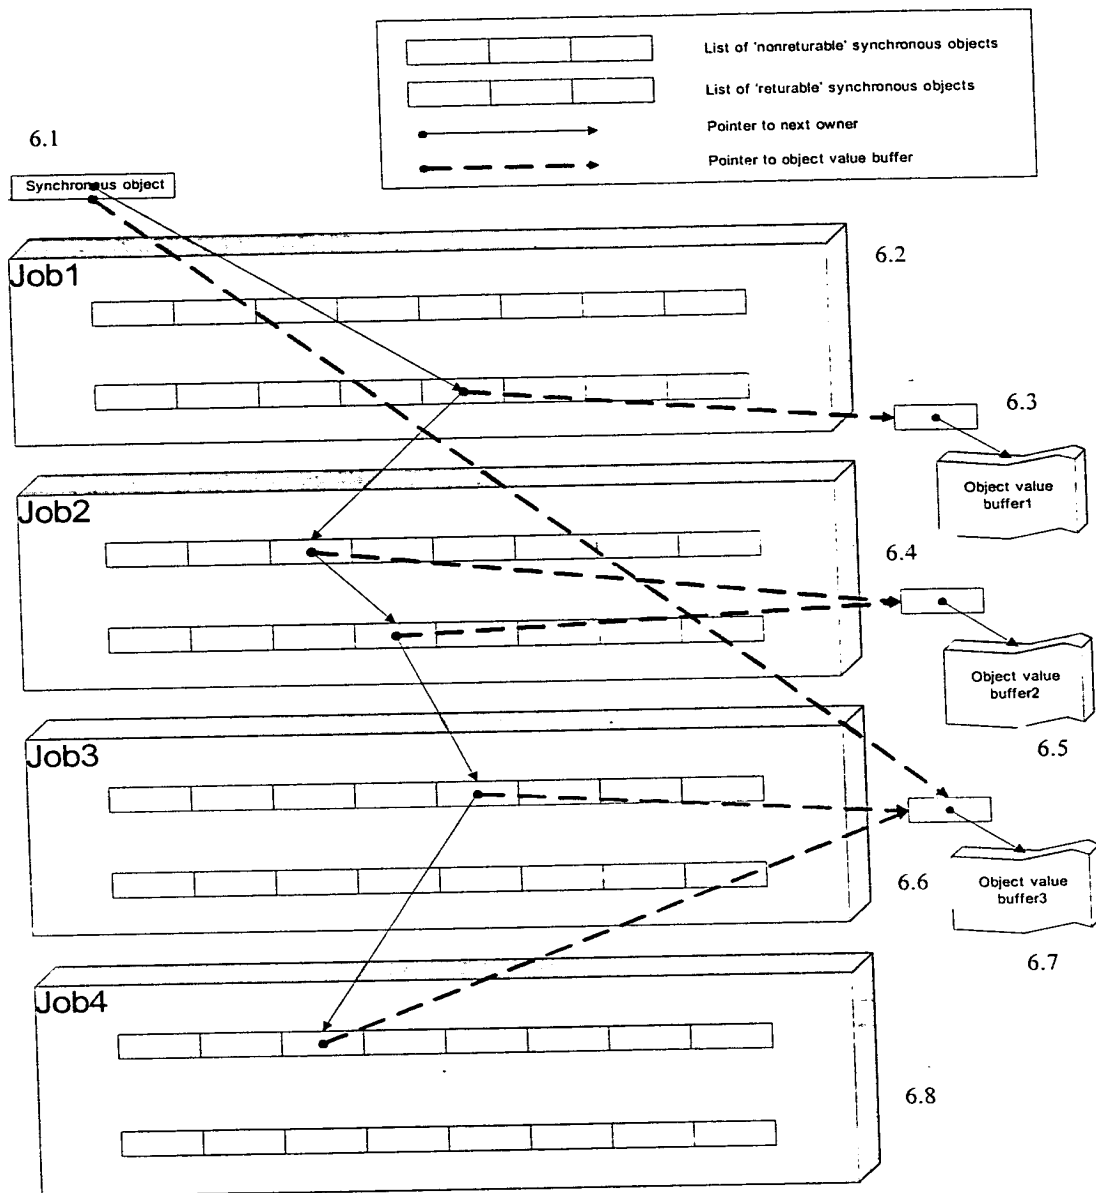 List of 'nonreturable' synchronous objects
List of 'returable' synchronous objects
Pointer to next owner
Pointer to object value buffer
6.1
Synchronous object
6.2
Job1
6.3
Object value
buffer1
Job2
6.4
Object value
buffer2
6.5
Job3
6.6
Object value
buffer3
6.7
Job4
6.8